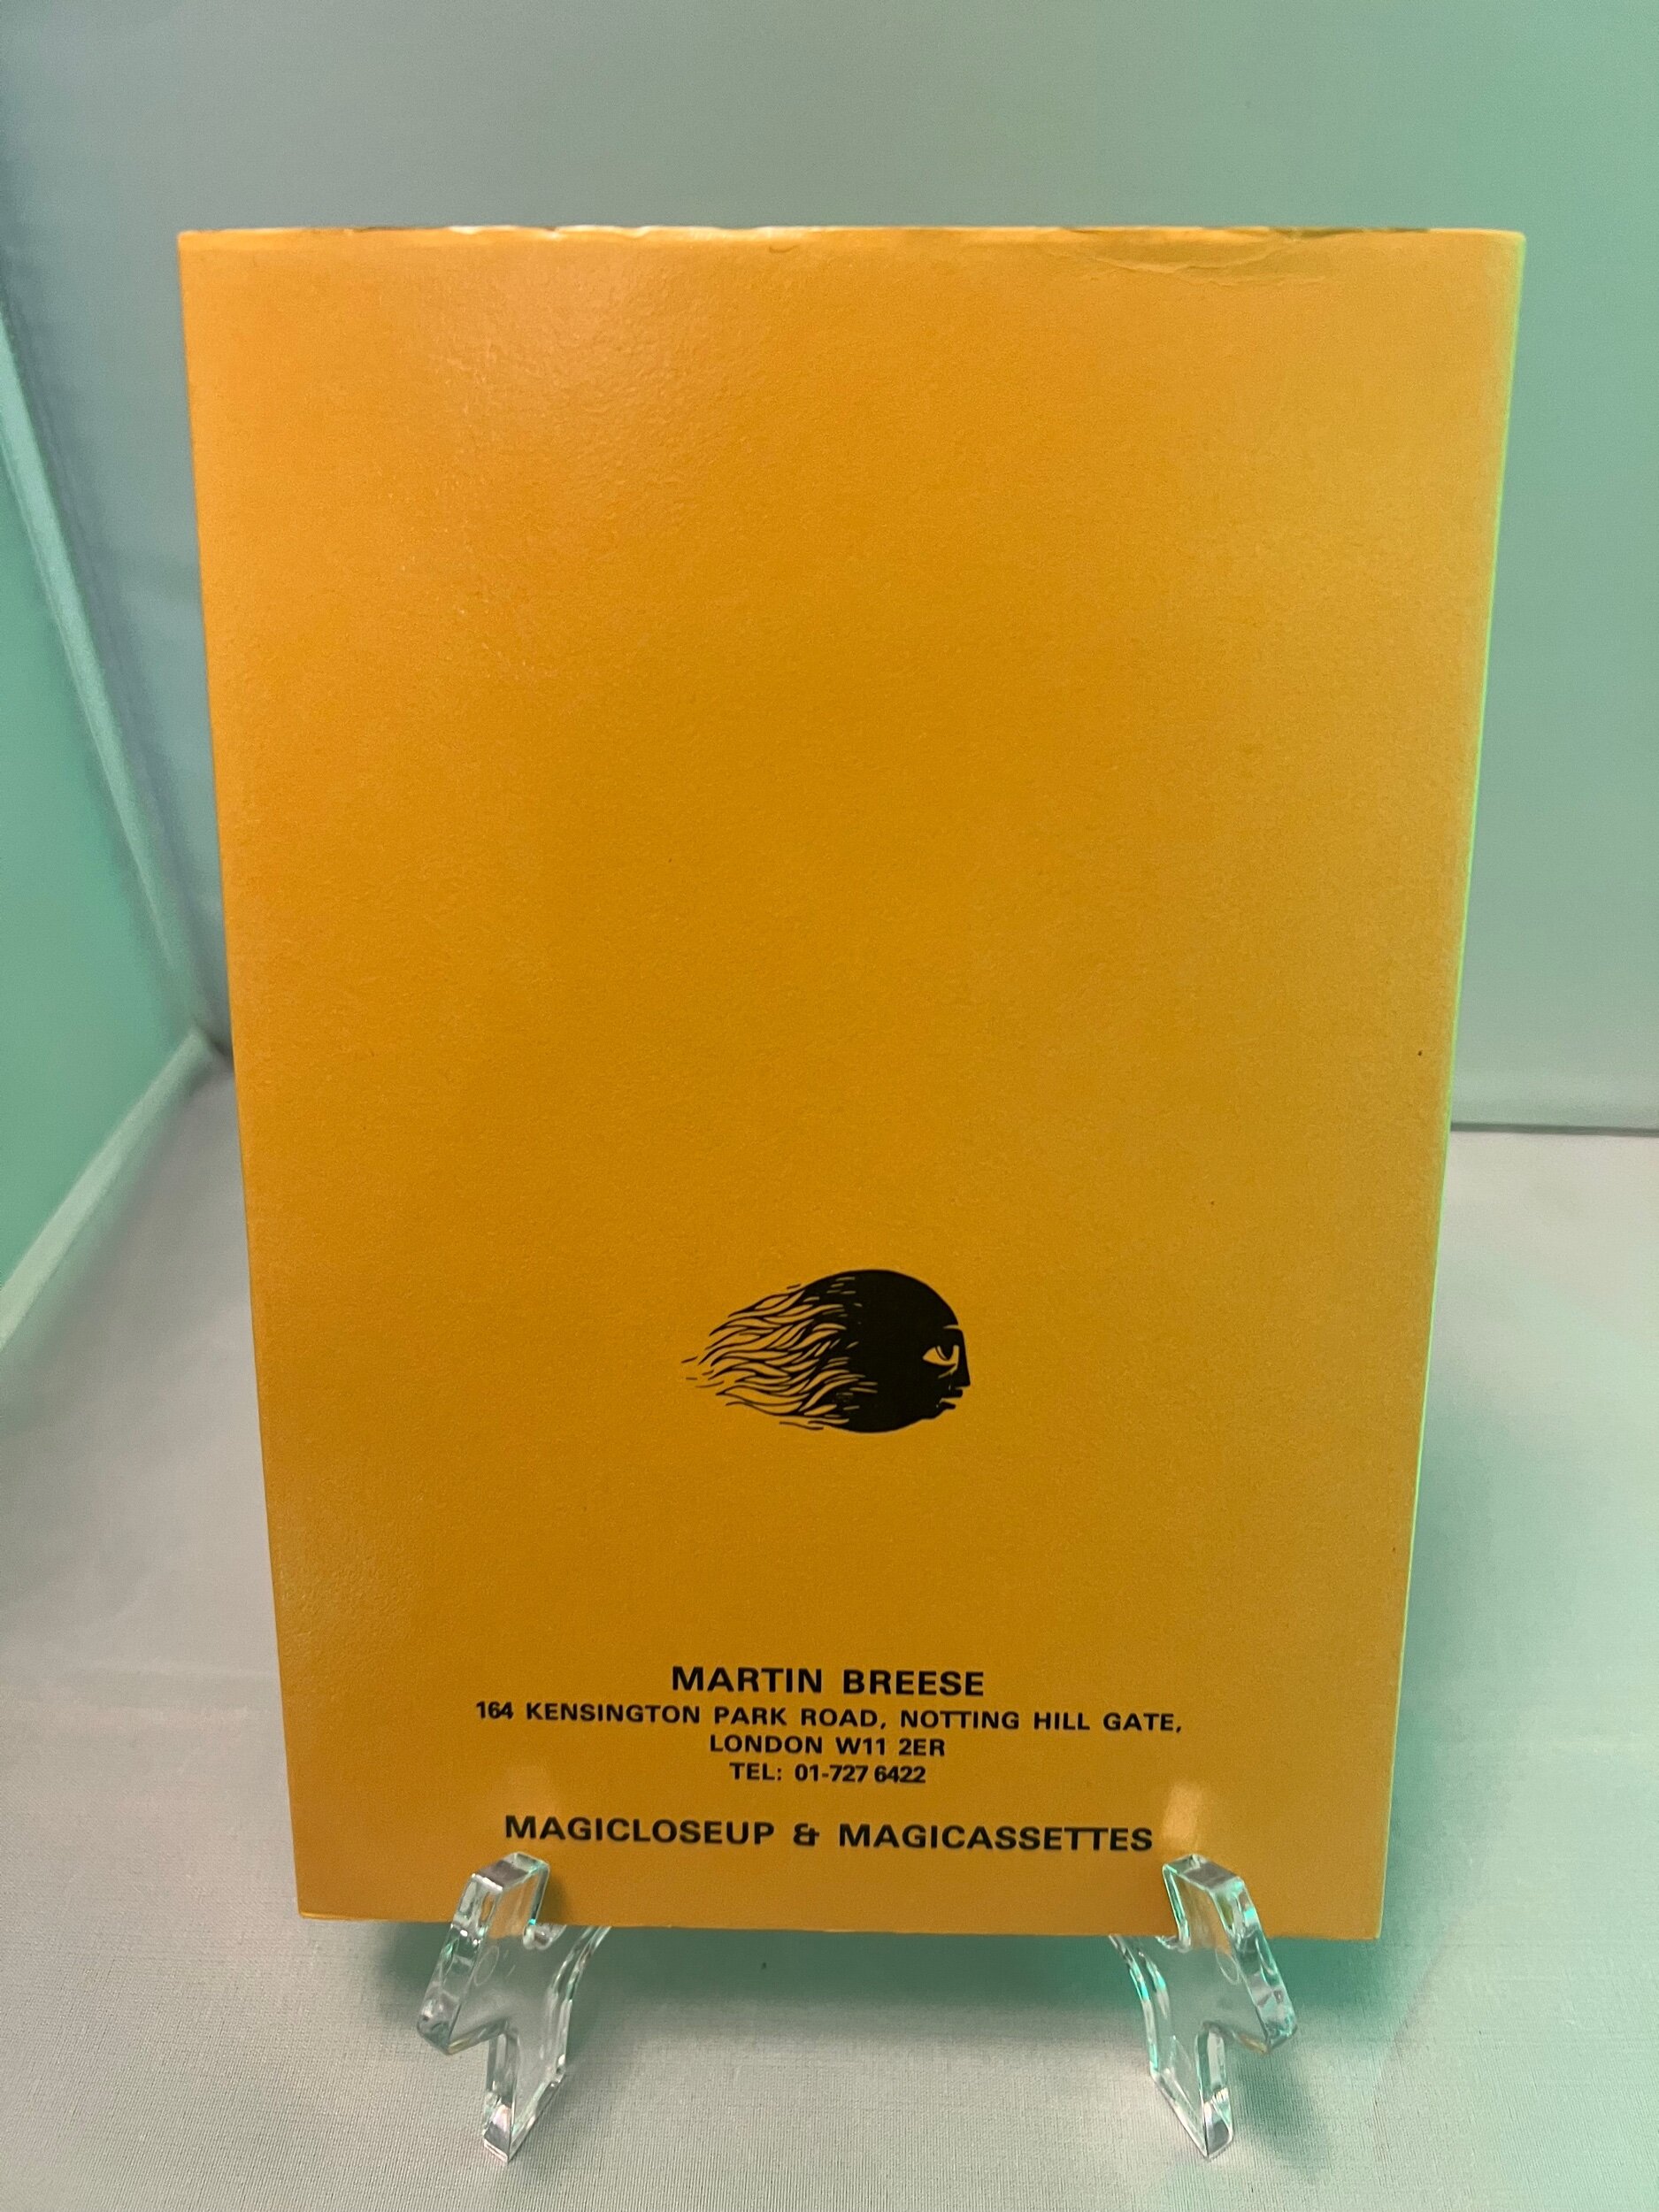 MARTIN BREESE
164 KENSINGTON PARK ROAD, NOTTING HILL GATE,
LONDON W11 2ER
TEL: 01-727 6422
MAGICLOSEUP & MAGICASSETTES